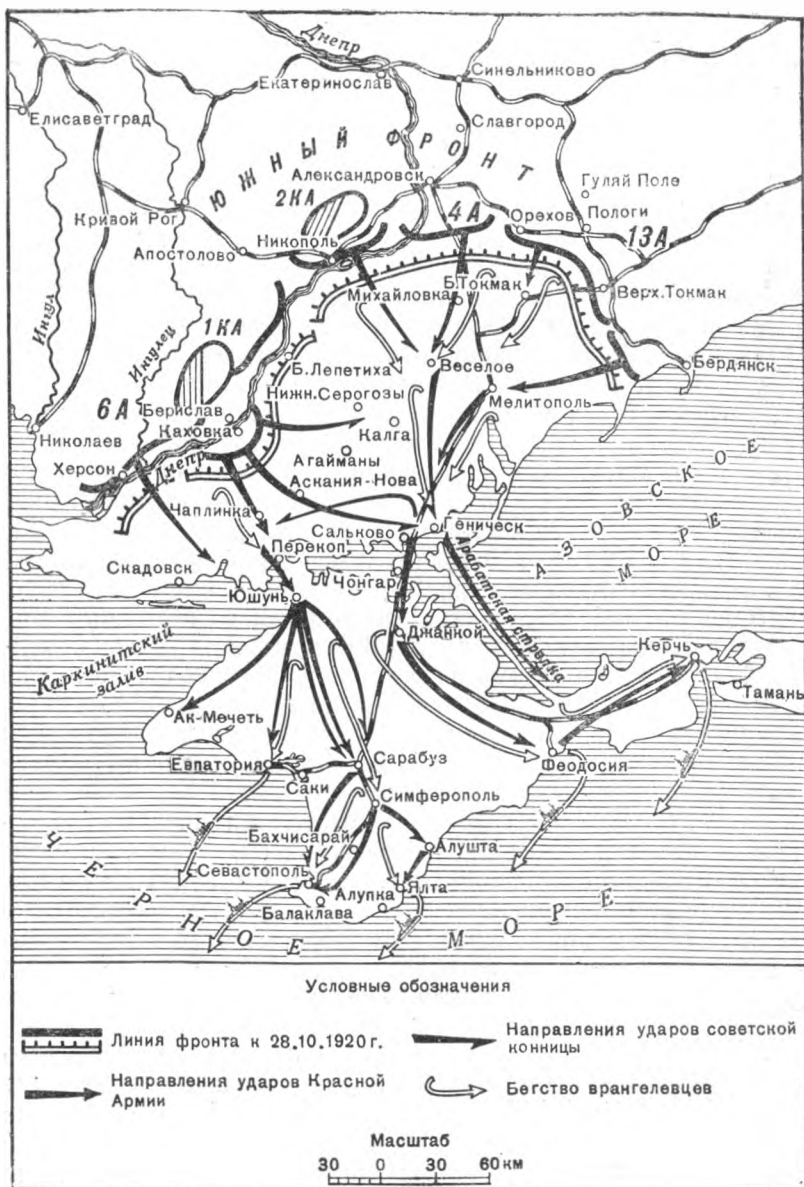 Днепр
Синельниково
Екатеринослав
Елисаветград
Славгород
ЮЖНЫЙ ФРОНТ
Александровск
Гуляй Поле
2КА
4А
Орехов
Пологи
Кривой Рог
13А
Никополь
Апостолово
Б.Токмак
Михайловка
Верх.Токмак
Ингул
Ингулец
1КА
Б.Лепетиха
Веселое
Бердянск
Нижн.Серогозы
Мелитополь
6А
Берислав
Каховка
Калга
Николаев
Херсон
Днепр
Агайманы
Аскания-Нова
Чаплинка
Сальково
Геническ
АЗОВСКОЕ
МОРЕ
Перекоп
Скадовск
Чонгар
Арабатская стрелка
Юшунь
Джанкой
Каркинитский
залив
Керчь
Тамань
Ак-Мечеть
Евпатория
Сарабуз
Феодосия
Саки
Симферополь
Бахчисарай
Алушта
Севастополь
Ялта
Алупка
Балаклава
ЧЕРНОЕ МОРЕ
Условные обозначения
Линия фронта к 28.10.1920 г.
Направления ударов советской
конницы
Направления ударов Красной
Армии
Бегство врангелевцев
Масштаб
30 0 30 60 км